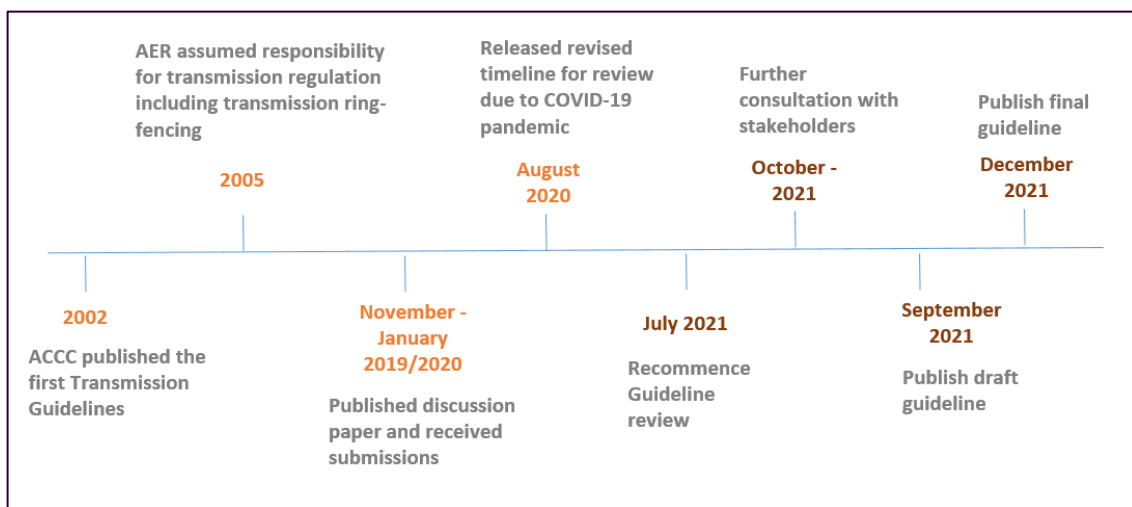 AER assumed responsibility
for transmission regulation
including transmission ring-
fencing
2005
Released revised
timeline for review
due to COVID-19
pandemic
August
2020
Further
consultation with
stakeholders
October -
2021
Publish final
guideline
December
2021
2002
ACCC published the
first Transmission
Guidelines
November -
January
2019/2020
Published discussion
paper and received
submissions
July 2021
Recommence
Guideline
review
September
2021
Publish draft
guideline